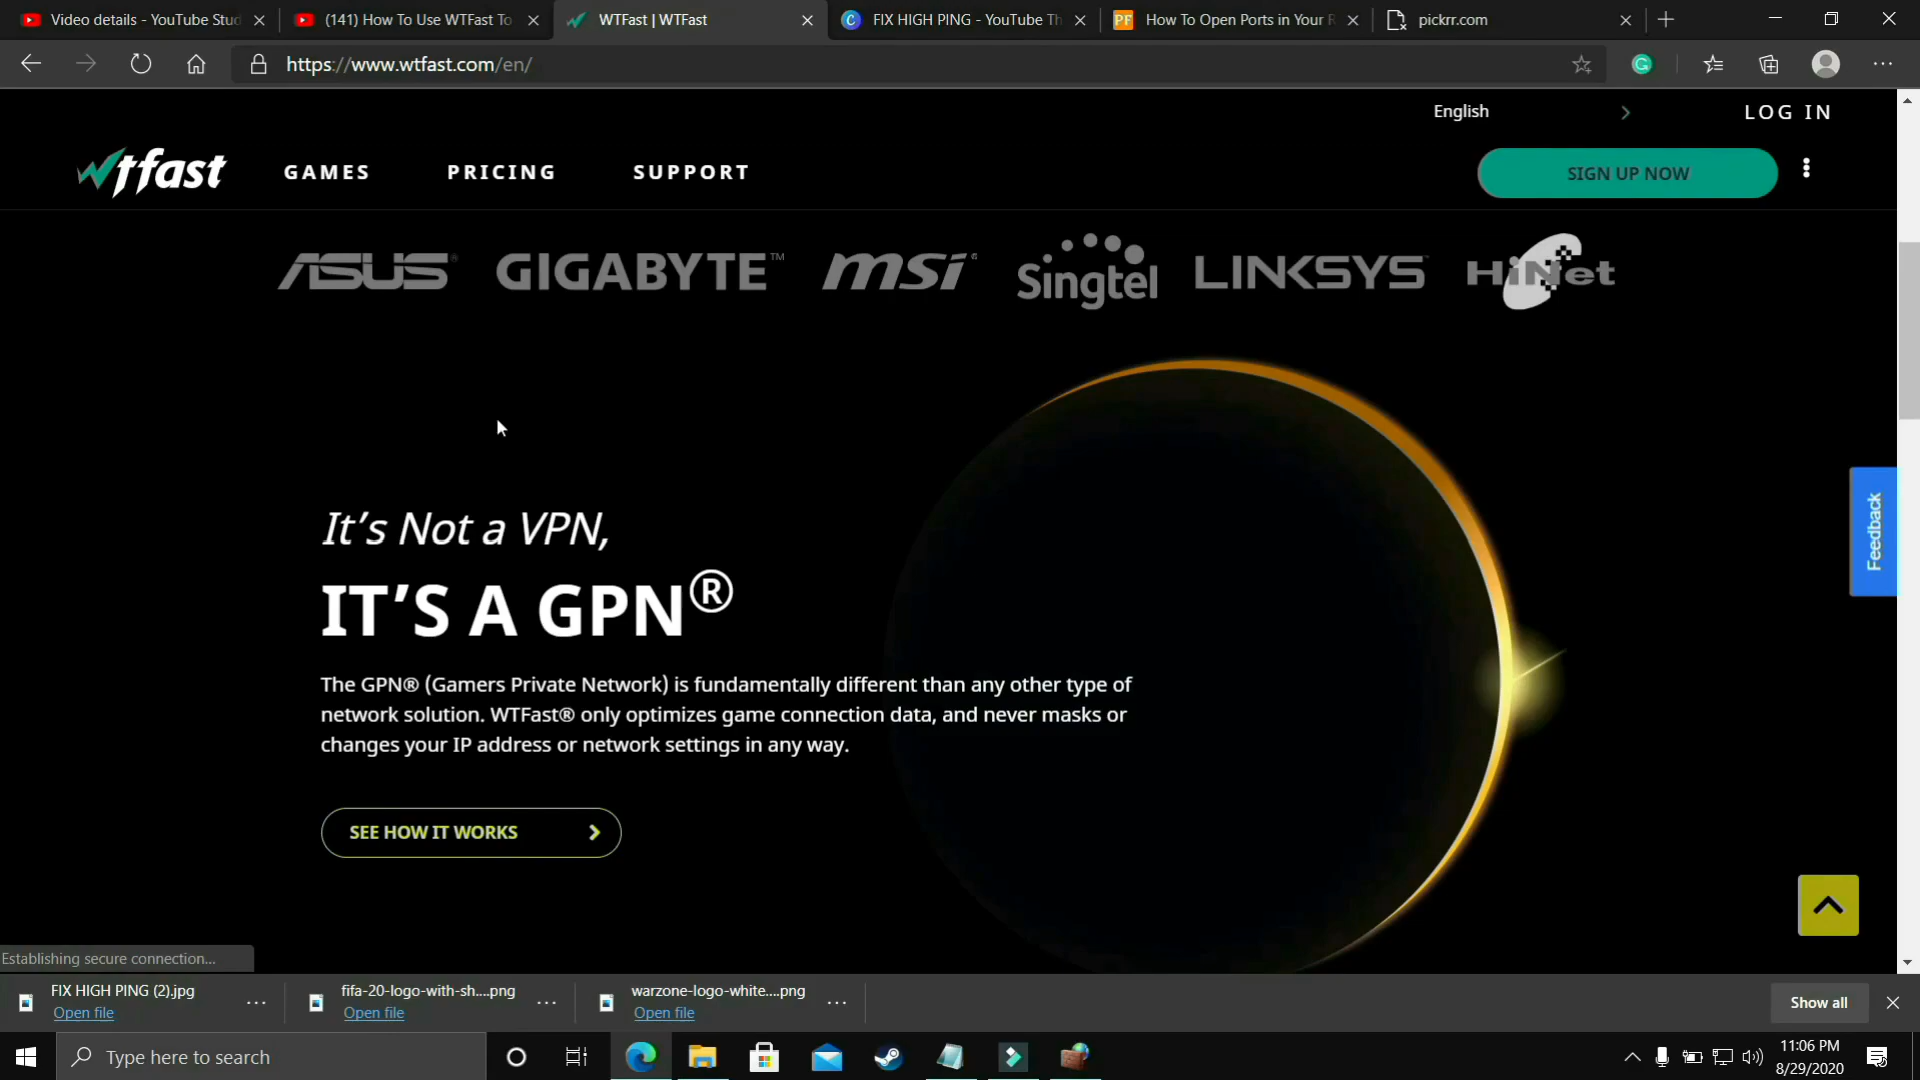 Video details - YouTube Stud
(141) How To Use WTFast To
WTFast | WTFast
FIX HIGH PING - YouTube Th
PF How To Open Ports in Your R
pickrr.com
https://www.wtfast.com/en/
English
LOG IN
wtfast
GAMES
PRICING
SUPPORT
SIGN UP NOW
ASUS®
GIGABYTE™
msi
Singtel
LINKSYS
HiNet
It's Not a VPN,
IT'S A GPN®
The GPN® (Gamers Private Network) is fundamentally different than any other type of
network solution. WTFast® only optimizes game connection data, and never masks or
changes your IP address or network settings in any way.
SEE HOW IT WORKS
Feedback
Establishing secure connection...
FIX HIGH PING (2).jpg
Open file
fifa-20-logo-with-sh....png
Open file
warzone-logo-white....png
Open file
Show all
Type here to search
11:06 PM
8/29/2020